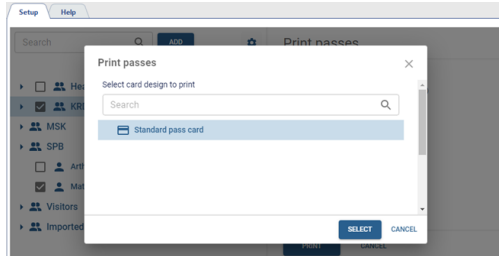 Setup Help
Search ADD Print passes
Print passes
Select card design to print
Search
Standard pass card
MSK
SPB
Visitors
Imported
SELECT CANCEL
PRINT CANCEL